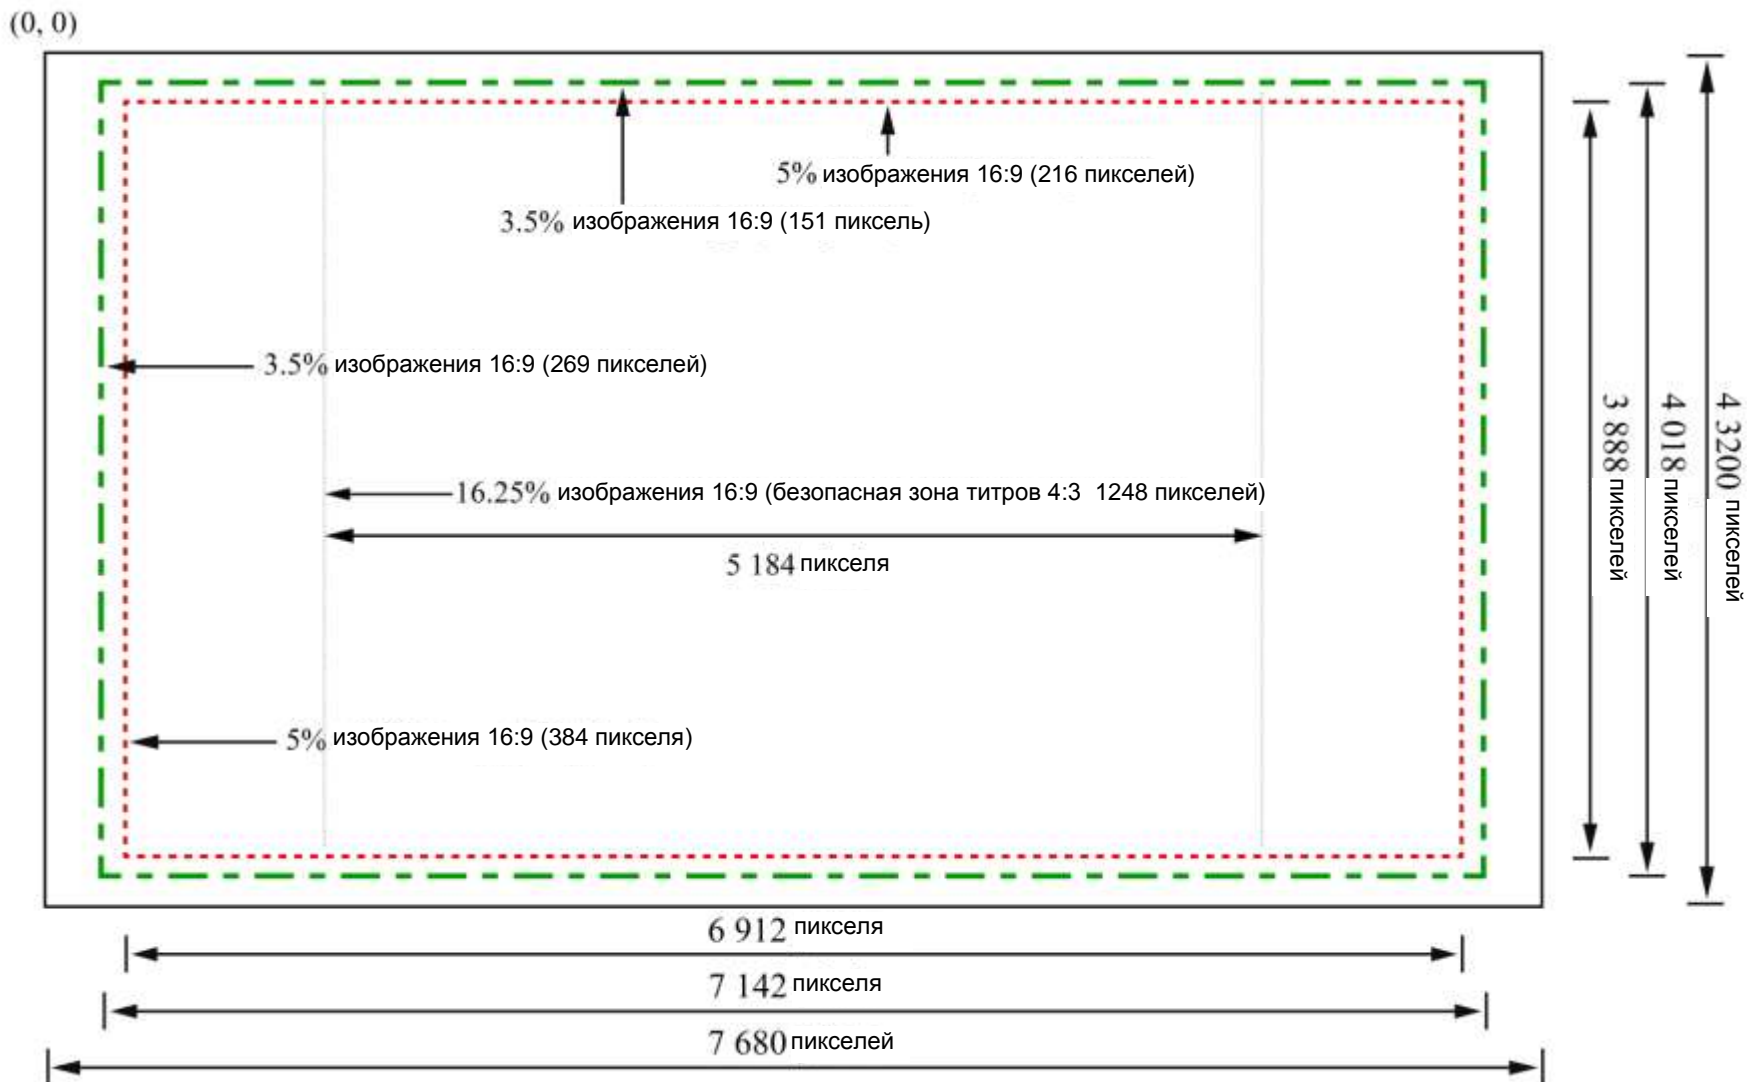 (0, 0)
5% изображения 16:9 (216 пикселей)
3.5% изображения 16:9 (151 пиксель)
3.5% изображения 16:9 (269 пикселей)
16.25% изображения 16:9 (безопасная зона титров 4:3 1248 пикселей)
5 184 пикселя
5% изображения 16:9 (384 пикселя)
3 888 пикселей
4 018 пикселей
4 3200 пикселей
6 912 пикселя
7 142 пикселя
7 680 пикселей